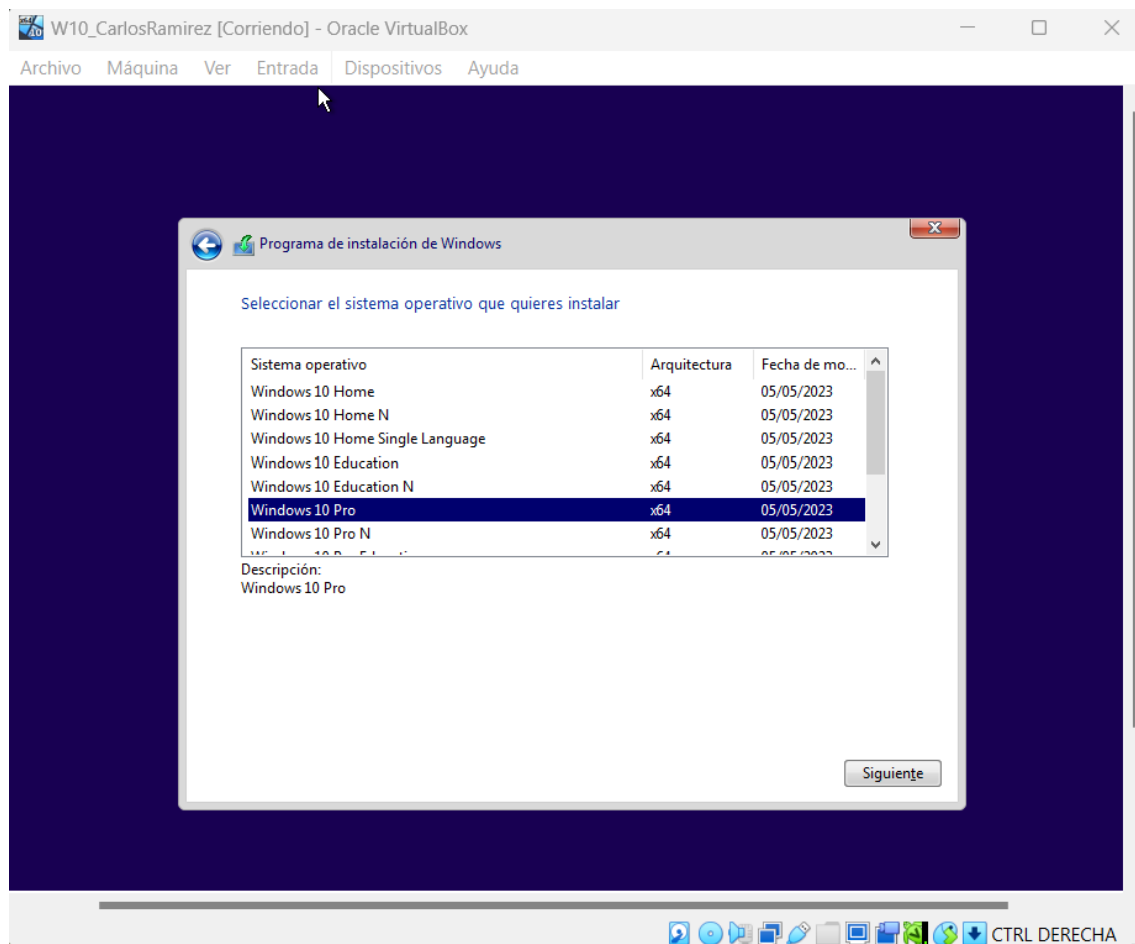 W10_CarlosRamirez [Corriendo] - Oracle VirtualBox
Archivo Máquina Ver Entrada Dispositivos Ayuda
Programa de instalación de Windows
Seleccionar el sistema operativo que quieres instalar
Sistema operativo Arquitectura Fecha de mo...
Windows 10 Home x64 05/05/2023
Windows 10 Home N x64 05/05/2023
Windows 10 Home Single Language x64 05/05/2023
Windows 10 Education x64 05/05/2023
Windows 10 Education N x64 05/05/2023
Windows 10 Pro x64 05/05/2023
Windows 10 Pro N x64 05/05/2023
Descripción:
Windows 10 Pro
Siguiente
CTRL DERECHA